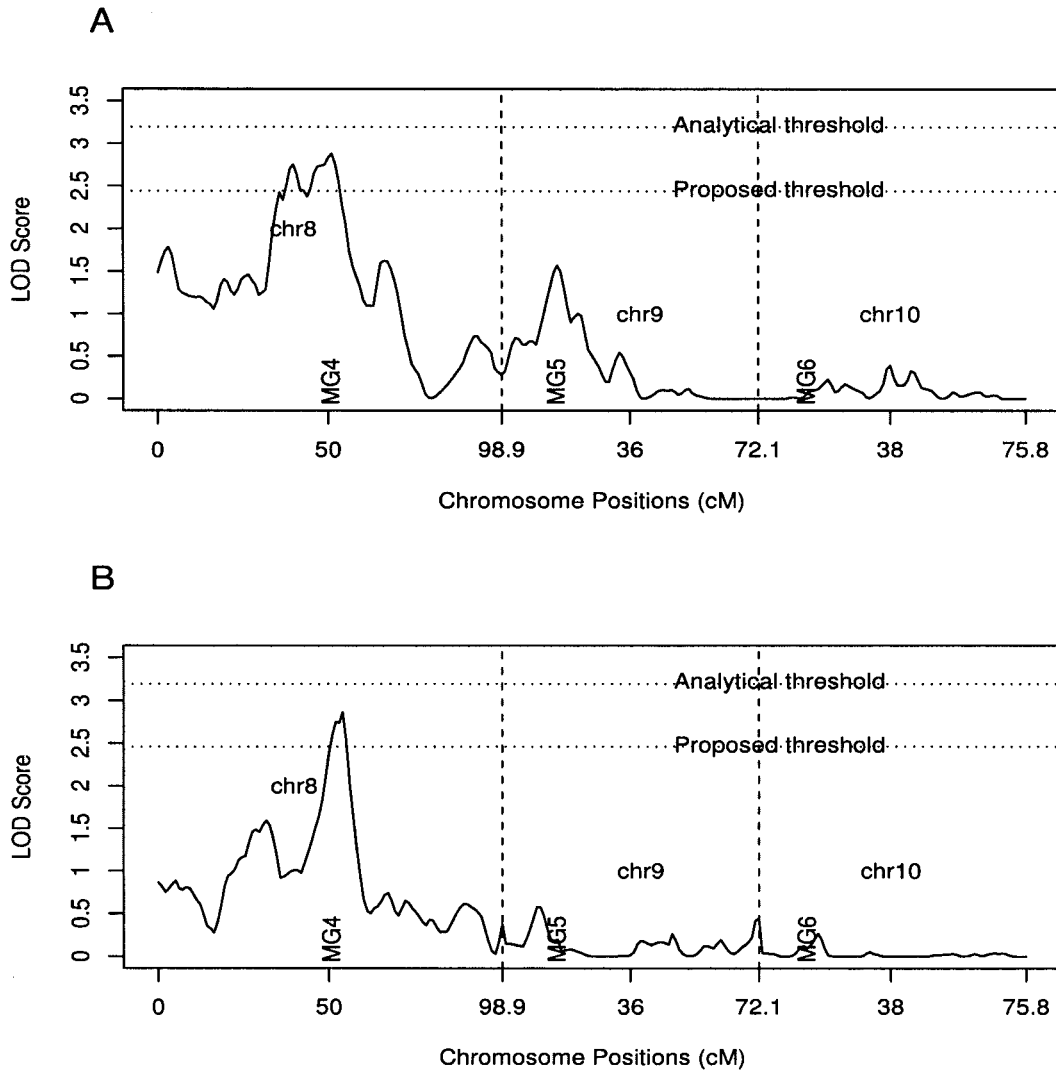 A
LOD Score
3.5
3
2.5
2
1.5
1
0.5
0
Analytical threshold
Proposed threshold
chr8
chr9
chr10
MG4
MG5
MG6
0
50
98.9
36
72.1
38
75.8
Chromosome Positions (cM)
B
LOD Score
3.5
3
2.5
2
1.5
1
0.5
0
Analytical threshold
Proposed threshold
chr8
chr9
chr10
MG4
MG5
MG6
0
50
98.9
36
72.1
38
75.8
Chromosome Positions (cM)